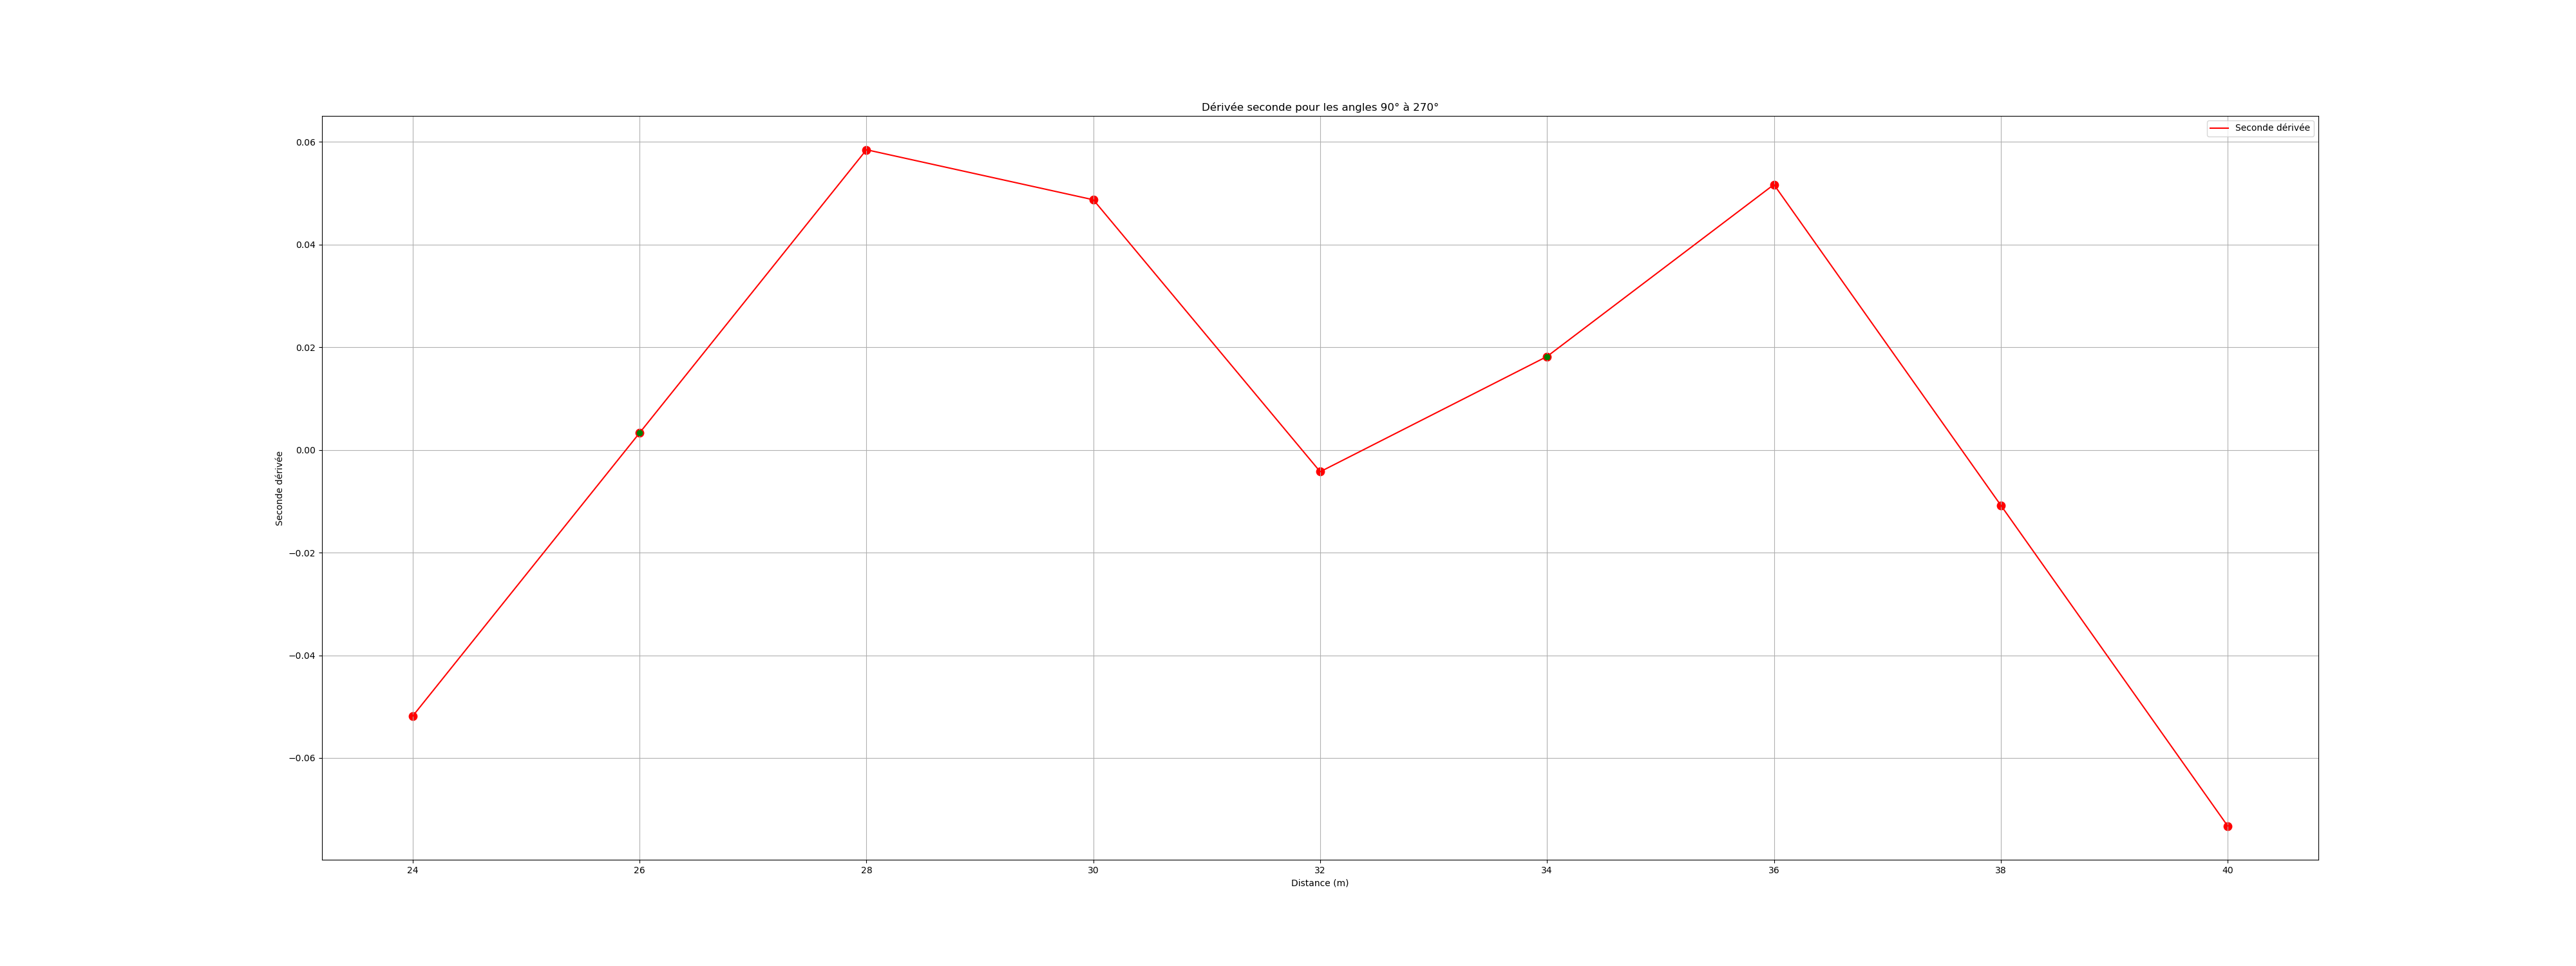 Dérivée seconde pour les angles 90° à 270°
Seconde dérivée
0.06
0.04
0.02
0.00
−0.02
−0.04
−0.06
Seconde dérivée
24 26 28 30 32 34 36 38 40
Distance (m)